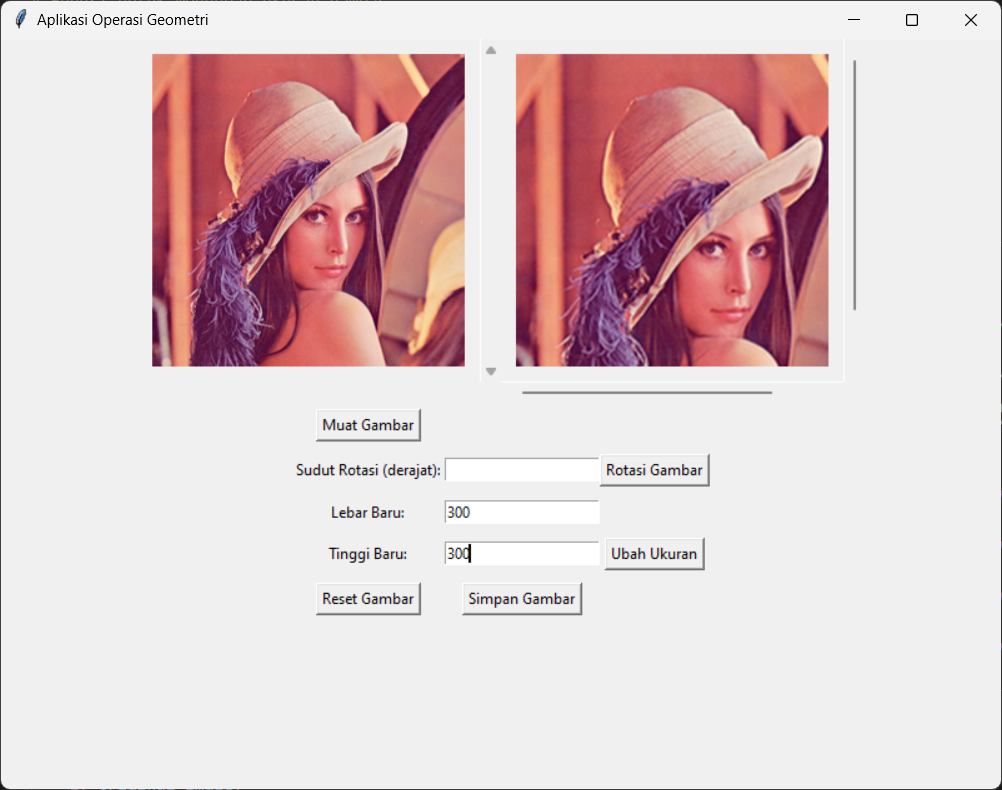 Aplikasi Operasi Geometri
Muat Gambar
Sudut Rotasi (derajat): Rotasi Gambar
Lebar Baru: 300
Tinggi Baru: 300 Ubah Ukuran
Reset Gambar Simpan Gambar